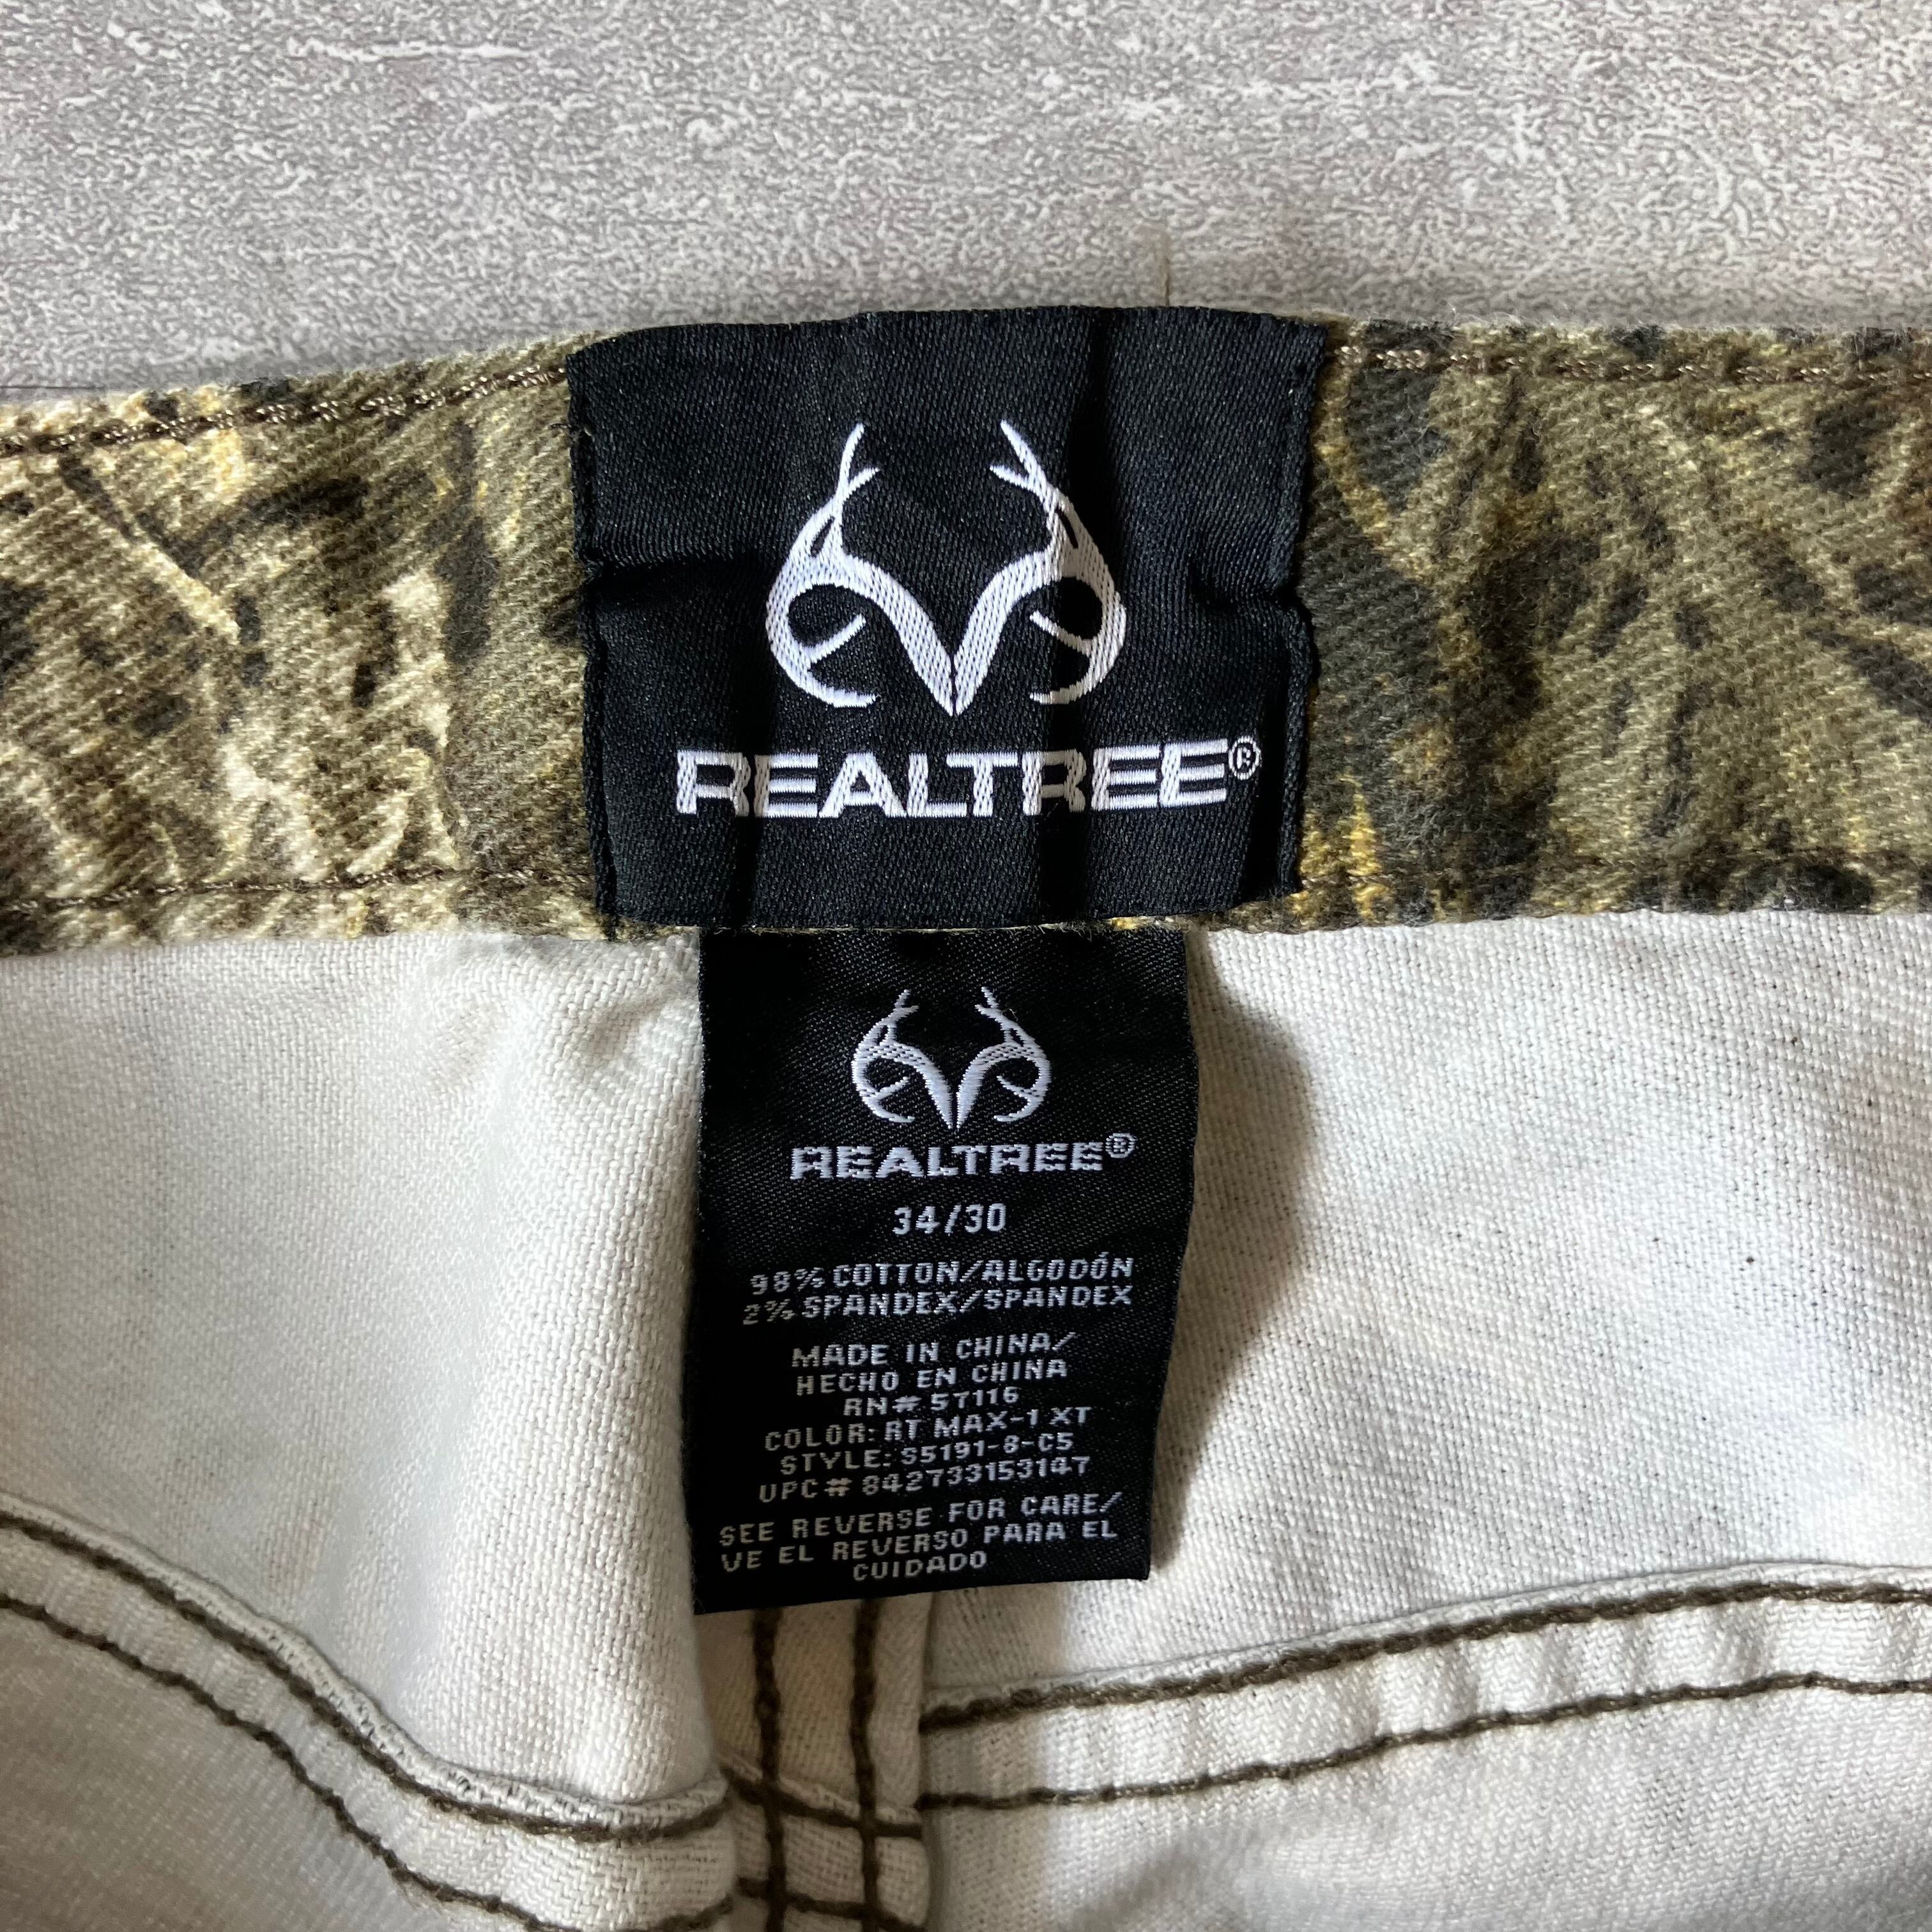 REALTREE®
REALTREE®
34/30
98% COTTON/ALGODÓN
2% SPANDEX/SPANDEX
MADE IN CHINA/
HECHO EN CHINA
RN# 57116
COLOR: RT MAX-1 XT
STYLE: S5191-8-C5
UPC# 842733153147
SEE REVERSE FOR CARE/
VE EL REVERSO PARA EL
CUIDADO